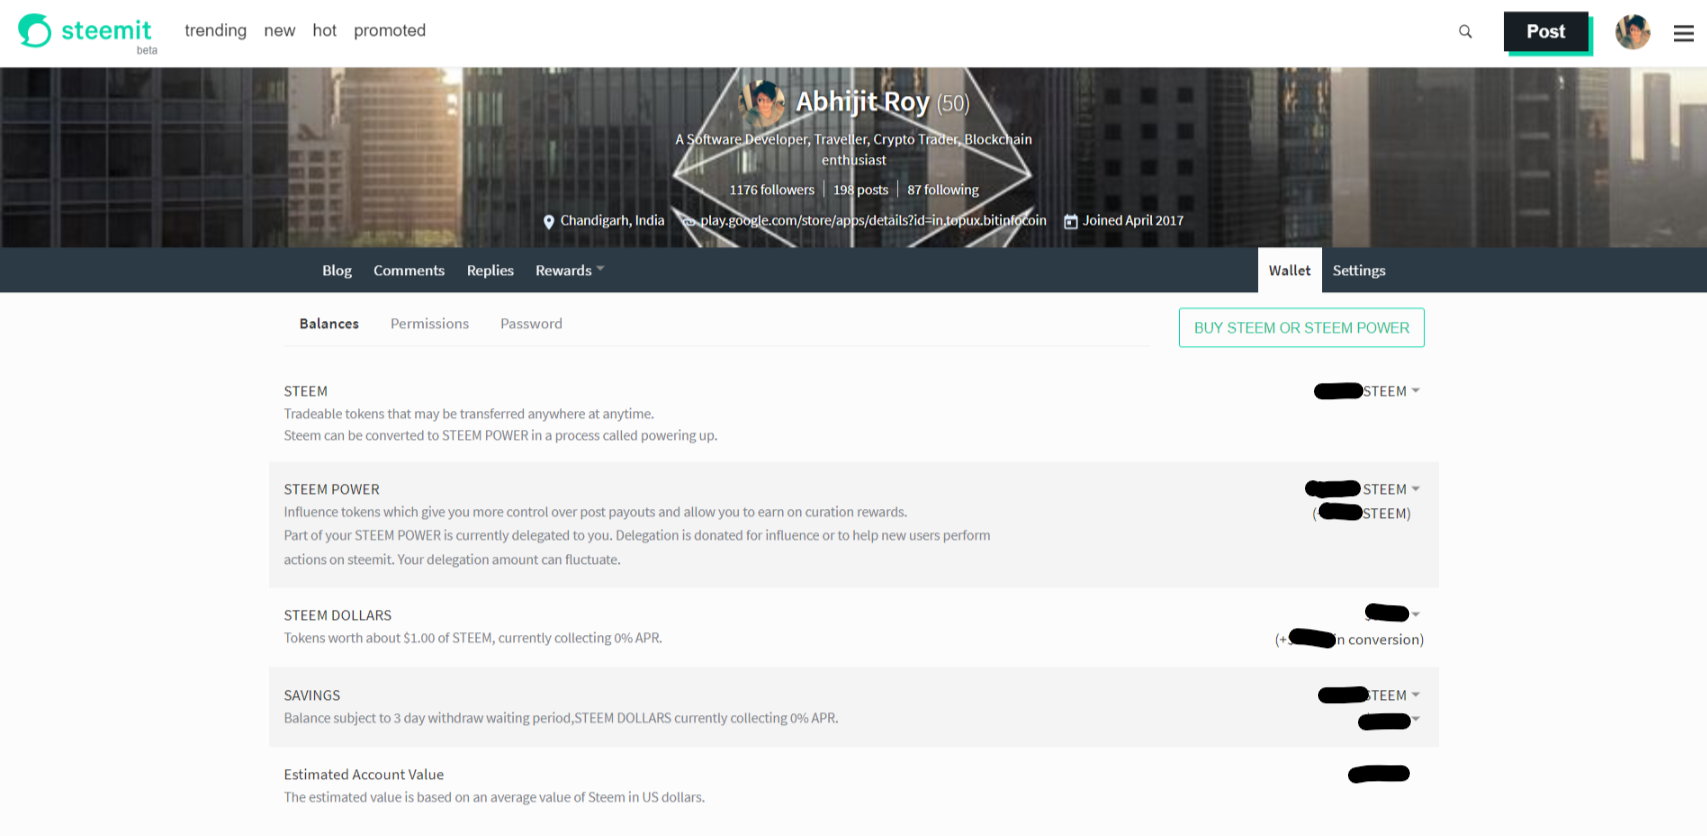 steemit
beta
trending new hot promoted
Post
Abhijit Roy (50)
A Software Developer, Traveller, Crypto Trader, Blockchain
enthusiast
1176 followers 198 posts 87 following
Chandigarh, India play.google.com/store/apps/details?id=in.topux.bitinfocoin Joined April 2017
Blog Comments Replies Rewards Wallet Settings
Balances Permissions Password
BUY STEEM OR STEEM POWER
STEEM STEEM
Tradeable tokens that may be transferred anywhere at anytime.
Steem can be converted to STEEM POWER in a process called powering up.
STEEM POWER STEEM
Influence tokens which give you more control over post payouts and allow you to earn on curation rewards. ( STEEM)
Part of your STEEM POWER is currently delegated to you. Delegation is donated for influence or to help new users perform
actions on steemit. Your delegation amount can fluctuate.
STEEM DOLLARS
Tokens worth about $1.00 of STEEM, currently collecting 0% APR. (+ in conversion)
SAVINGS STEEM
Balance subject to 3 day withdraw waiting period,STEEM DOLLARS currently collecting 0% APR.
Estimated Account Value
The estimated value is based on an average value of Steem in US dollars.